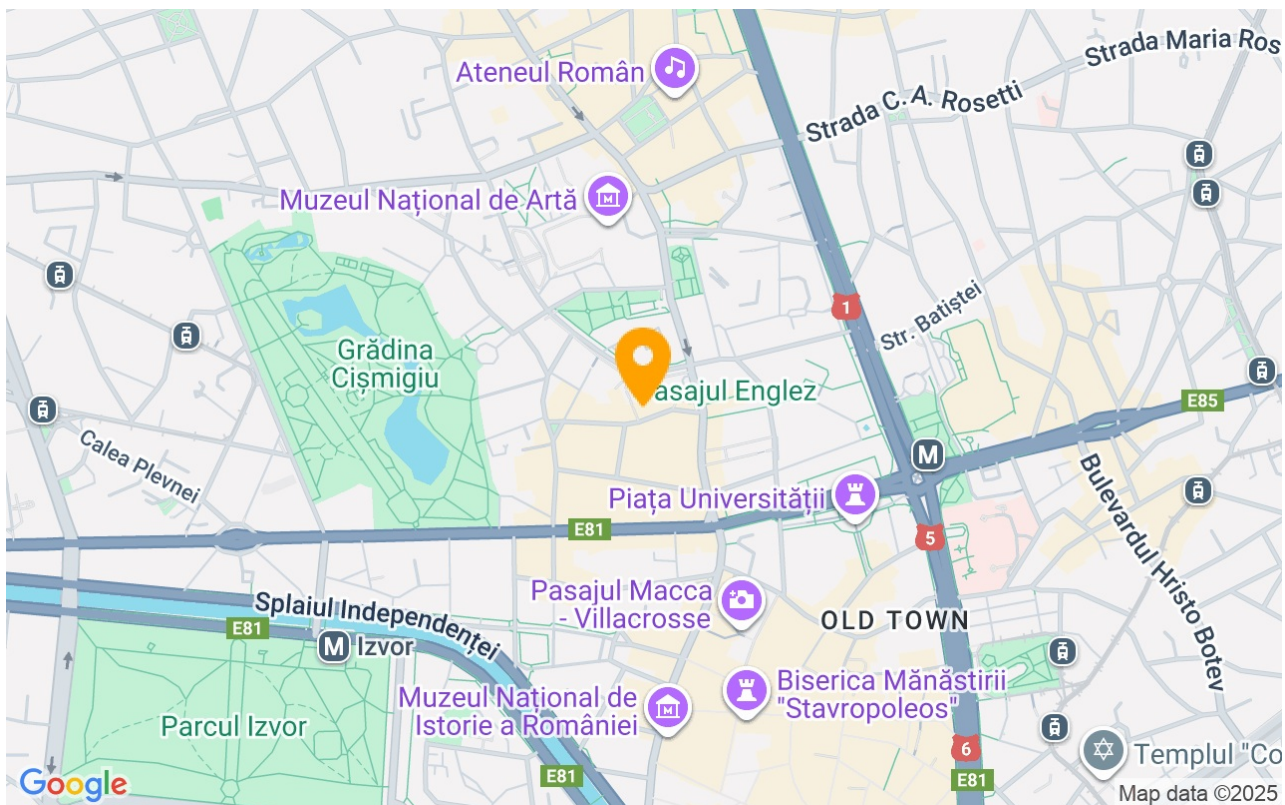 Strada Maria Ros
Ateneul Român
Strada C. A. Rosetti
Muzeul Național de Artă
1
Str. Batiștei
Grădina
Cișmigiu
asajul Englez
E85
Calea Plevnei
M
Piața Universității
E81
5
Bulevardul Hristo Botev
Pasajul Macca
- Villacrosse
Splaiul Independenței
OLD TOWN
E81
M Izvor
Biserica Mănăstirii
"Stavropoleos"
Muzeul Național de
Istorie a României
Parcul Izvor
6
Templul "Co
E81
E81
Google
Map data ©2025